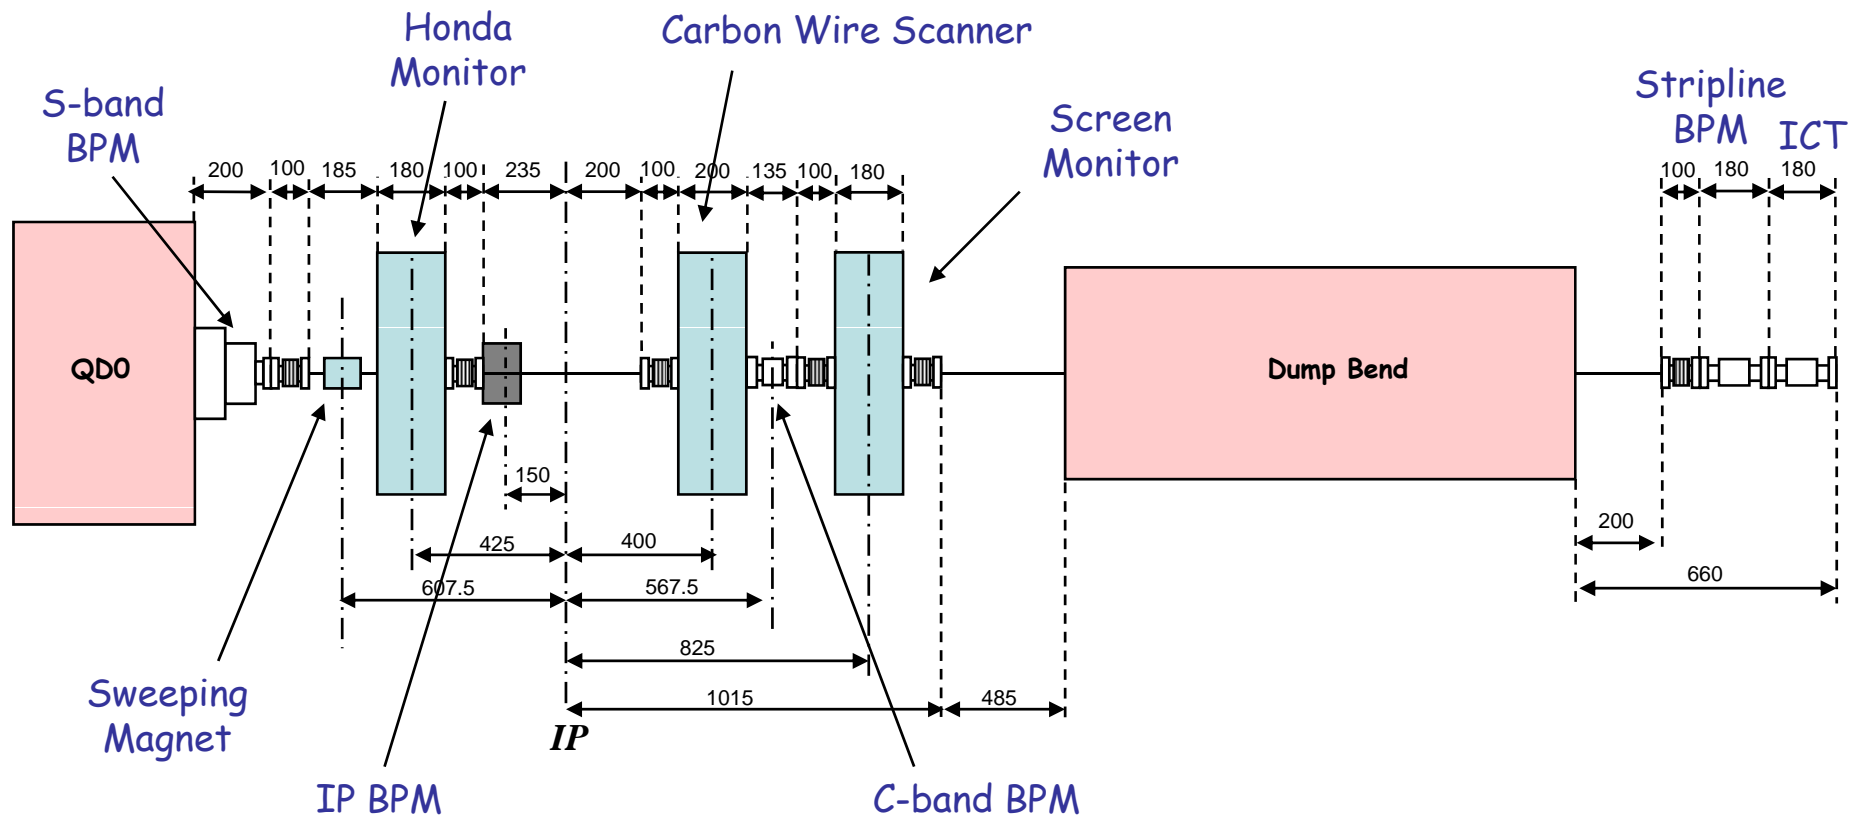 Honda
Monitor
Carbon Wire Scanner
S-band
BPM
Screen
Monitor
Stripline
BPM
ICT
200
100
185
180
100
235
200
100
200
135
100
180
100
180
180
QD0
Dump Bend
150
425
400
607.5
567.5
825
1015
485
200
660
Sweeping
Magnet
IP
IP BPM
C-band BPM